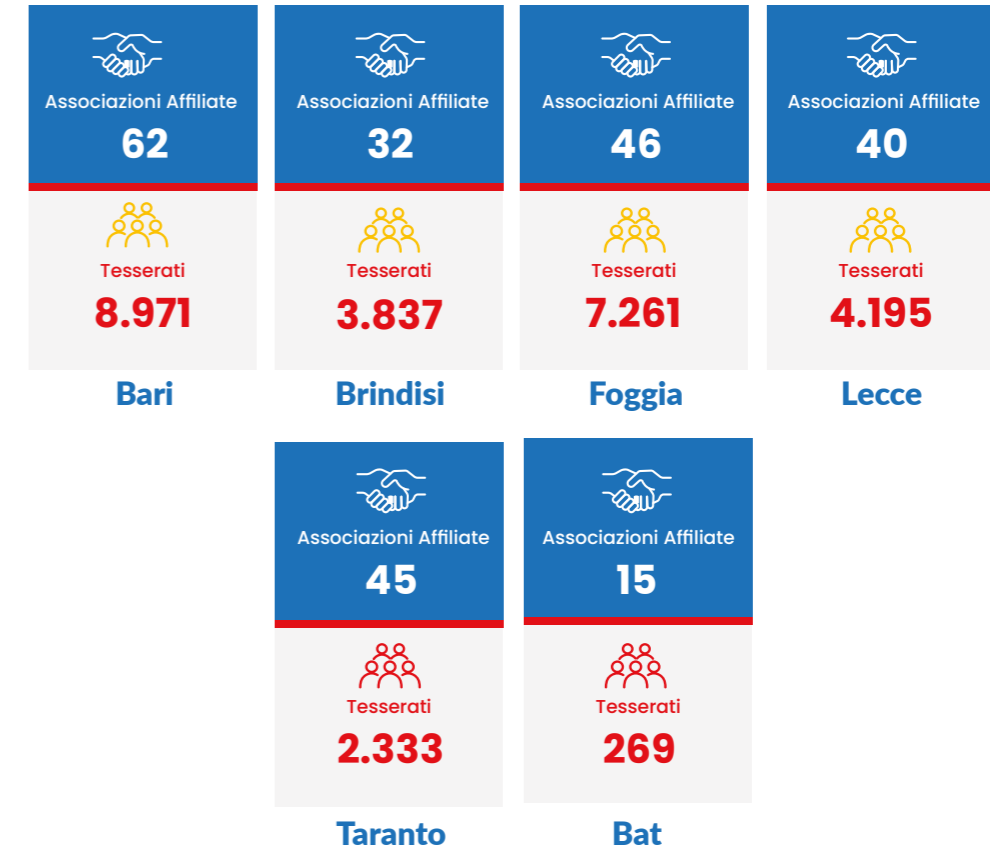 Associazioni Affiliate
62
Tesserati
8.971
Bari
Associazioni Affiliate
32
Tesserati
3.837
Brindisi
Associazioni Affiliate
46
Tesserati
7.261
Foggia
Associazioni Affiliate
40
Tesserati
4.195
Lecce
Associazioni Affiliate
45
Tesserati
2.333
Taranto
Associazioni Affiliate
15
Tesserati
269
Bat